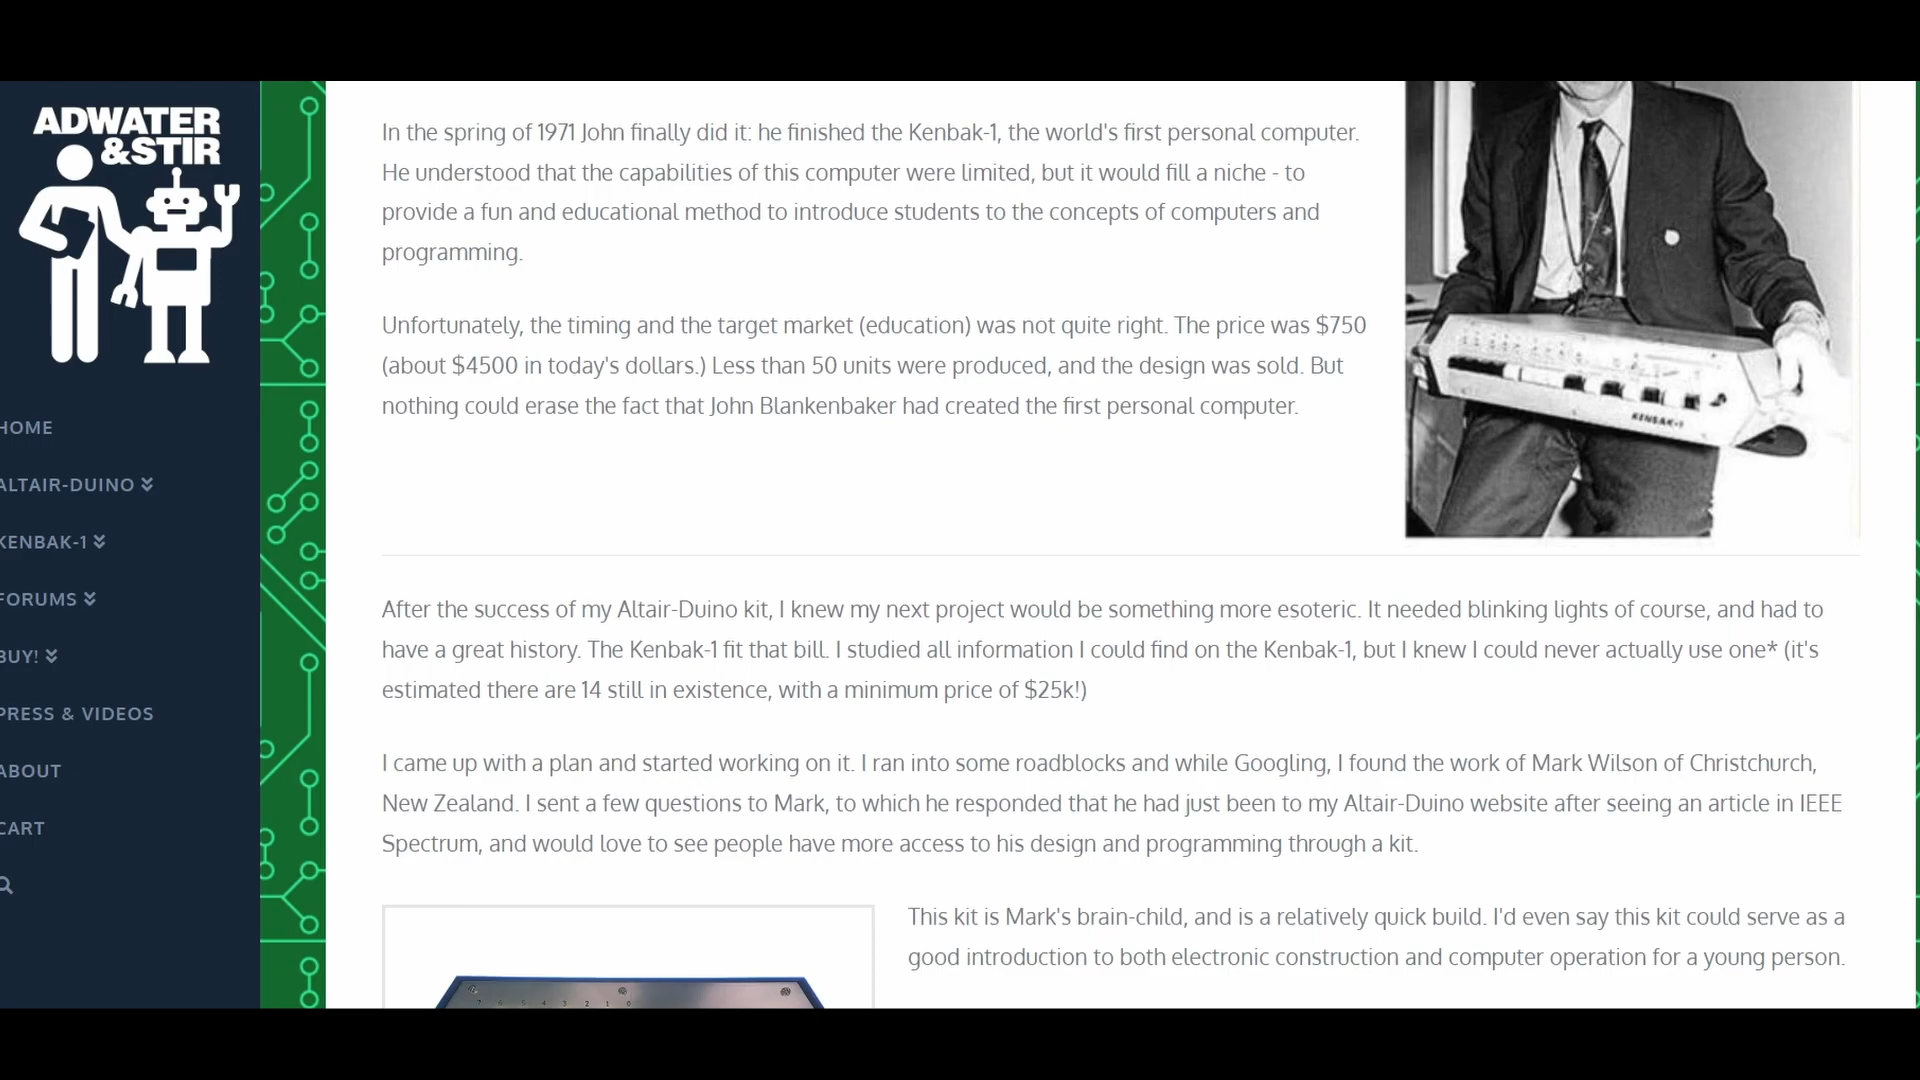 ADWATER
&STIR
HOME
ALTAIR-DUINO
KENBAK-1
FORUMS
BUY!
PRESS & VIDEOS
ABOUT
CART
In the spring of 1971 John finally did it: he finished the Kenbak-1, the world's first personal computer.
He understood that the capabilities of this computer were limited, but it would fill a niche - to
provide a fun and educational method to introduce students to the concepts of computers and
programming.
Unfortunately, the timing and the target market (education) was not quite right. The price was $750
(about $4500 in today's dollars.) Less than 50 units were produced, and the design was sold. But
nothing could erase the fact that John Blankenbaker had created the first personal computer.
KENBAK-1
After the success of my Altair-Duino kit, I knew my next project would be something more esoteric. It needed blinking lights of course, and had to
have a great history. The Kenbak-1 fit that bill. I studied all information I could find on the Kenbak-1, but I knew I could never actually use one* (it's
estimated there are 14 still in existence, with a minimum price of $25k!)
I came up with a plan and started working on it. I ran into some roadblocks and while Googling, I found the work of Mark Wilson of Christchurch,
New Zealand. I sent a few questions to Mark, to which he responded that he had just been to my Altair-Duino website after seeing an article in IEEE
Spectrum, and would love to see people have more access to his design and programming through a kit.
This kit is Mark's brain-child, and is a relatively quick build. I'd even say this kit could serve as a
good introduction to both electronic construction and computer operation for a young person.
7 6 5 4 3 2 1 0